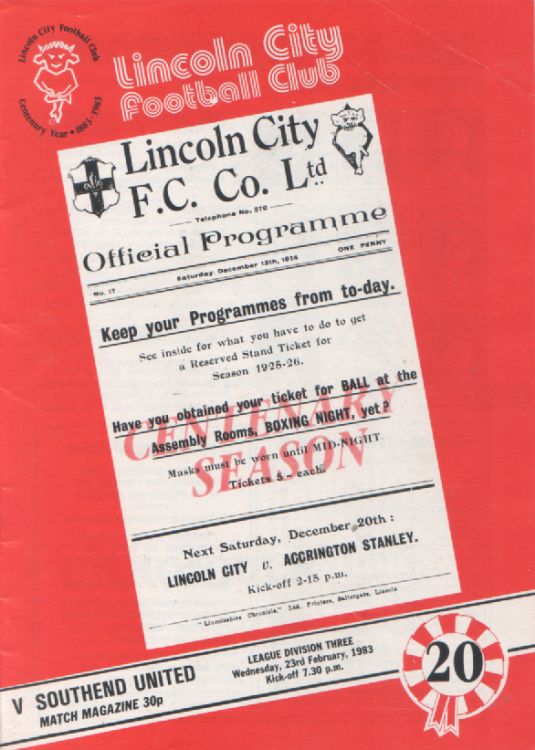 Lincoln City Football Club
Centenary Year • 1883-1983
Lincoln City
Football Club
Lincoln City
F.C. Co. Ltd
Telephone No. 570
Official Programme
No. 17
Saturday December 13th, 1924
ONE PENNY
Keep your Programmes from to-day.
See inside for what you have to do to get
a Reserved Stand Ticket for
Season 1925-26.
Have you obtained your ticket for BALL at the
Assembly Rooms, BOXING NIGHT, yet?
CENTENARY
SEASON
Masks must be worn until MID-NIGHT
Tickets 5/- each.
Next Saturday, December 20th :
LINCOLN CITY v. ACCRINGTON STANLEY.
Kick-off 2-15 p.m.
"Lincolnshire Chronicle," Ltd. Printers, Saltergate, Lincoln
V SOUTHEND UNITED
MATCH MAGAZINE 30p
LEAGUE DIVISION THREE
Wednesday, 23rd February, 1983
Kick-off 7.30 p.m.
20